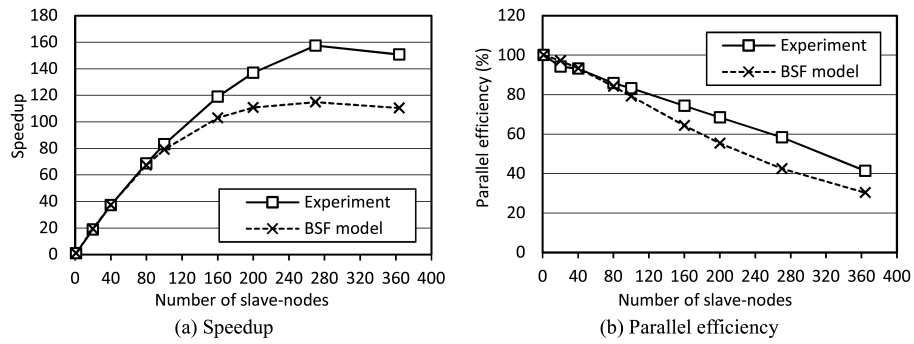 180
160
140
120
100
80
60
40
20
0
Speedup
Experiment
BSF model
0 40 80 120 160 200 240 280 320 360 400
Number of slave-nodes
(a) Speedup
120
100
80
60
40
20
0
Parallel efficiency (%)
Experiment
BSF model
0 40 80 120 160 200 240 280 320 360 400
Number of slave-nodes
(b) Parallel efficiency